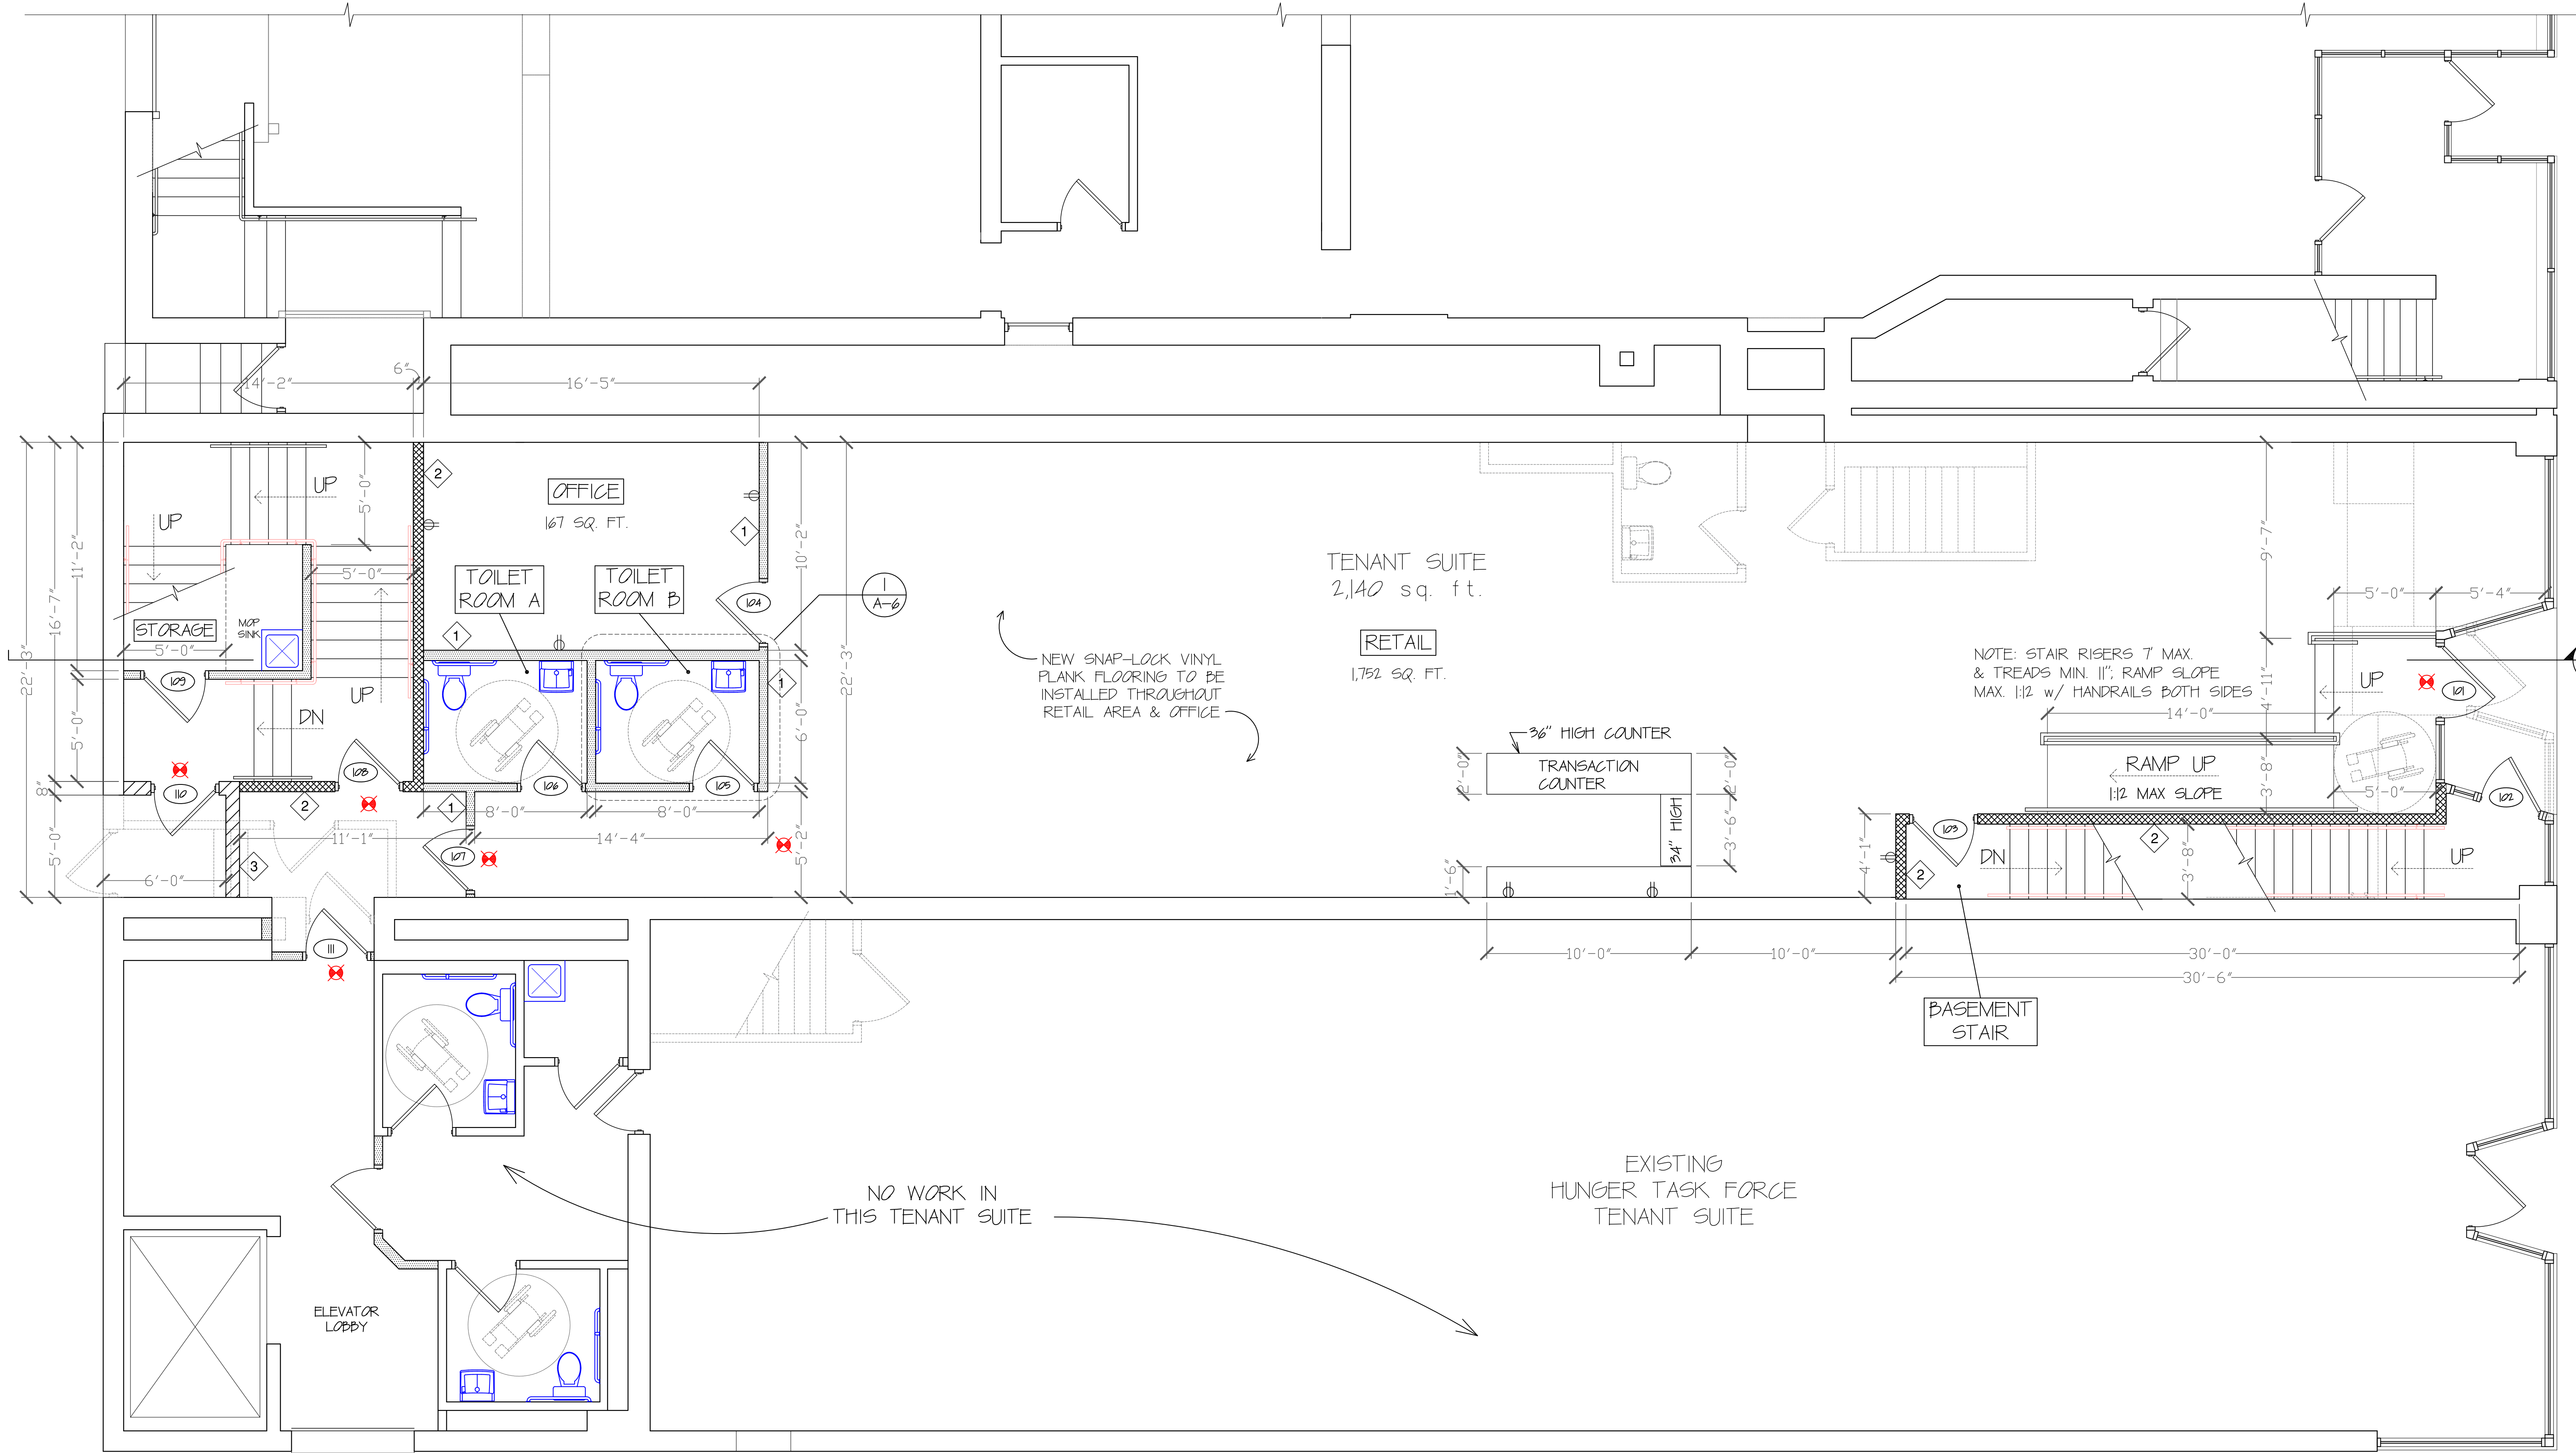 6"
14'-2"
16'-5"
2
OFFICE
167 SQ. FT.
1
UP
UP
5'-0"
5'-0"
11'-2"
16'-7"
22'-3"
10'-2"
22'-3"
TOILET
ROOM A
TOILET
ROOM B
104
1
A-6
STORAGE
MOP
SINK
5'-0"
1
109
UP
DN
5'-0"
108
110
8"
2
1
6'-0"
1
106
105
8'-0"
8'-0"
11'-1"
14'-4"
107
5'-2"
5'-0"
3
6'-0"
111
TENANT SUITE
2,140 sq. ft.
RETAIL
1,752 SQ. FT.
NEW SNAP-LOCK VINYL
PLANK FLOORING TO BE
INSTALLED THROUGHOUT
RETAIL AREA & OFFICE
36" HIGH COUNTER
TRANSACTION
COUNTER
2'-0"
2'-0"
34" HIGH
3'-6"
1'-6"
10'-0"
10'-0"
NOTE: STAIR RISERS 7' MAX.
& TREADS MIN. 11"; RAMP SLOPE
MAX. 1:12 w/ HANDRAILS BOTH SIDES
9'-7"
5'-0"
5'-4"
UP
101
14'-0"
4'-11"
RAMP UP
1:12 MAX SLOPE
3'-8"
5'-0"
102
103
2
4'-1"
DN
2
3'-8"
UP
30'-0"
30'-6"
BASEMENT
STAIR
EXISTING
HUNGER TASK FORCE
TENANT SUITE
NO WORK IN
THIS TENANT SUITE
ELEVATOR
LOBBY